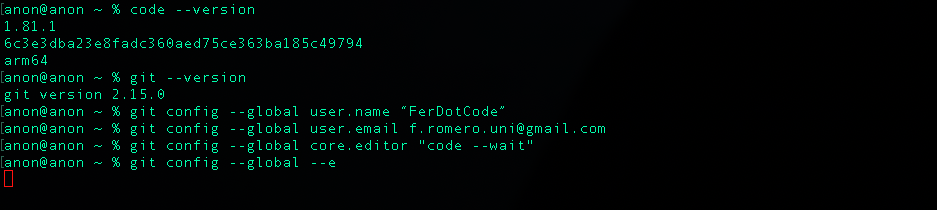 [anon@anon ~ % code --version
1.81.1
6c3e3dba23e8fadc360aed75ce363ba185c49794
arm64
[anon@anon ~ % git --version
git version 2.15.0
[anon@anon ~ % git config --global user.name “FerDotCode”
[anon@anon ~ % git config --global user.email f.romero.uni@gmail.com
[anon@anon ~ % git config --global core.editor "code --wait"
[anon@anon ~ % git config --global --e